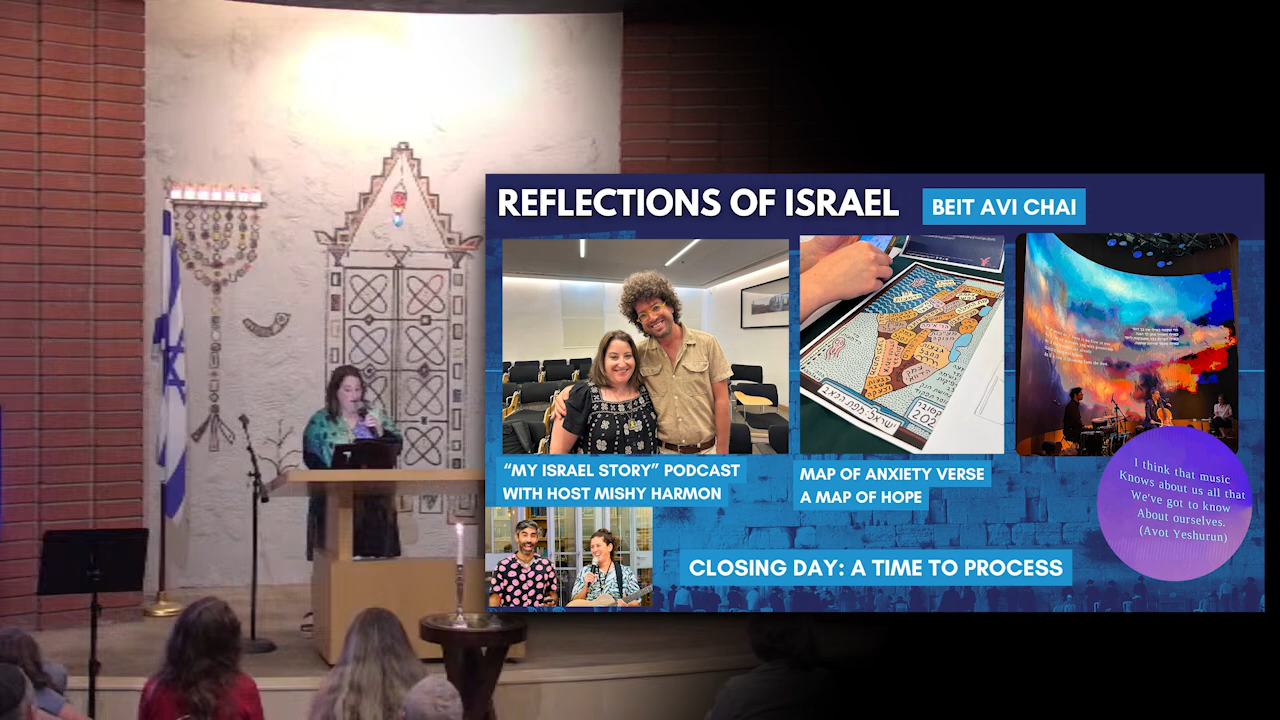 REFLECTIONS OF ISRAEL
BEIT AVI CHAI
"MY ISRAEL STORY" PODCAST
WITH HOST MISHY HARMON
MAP OF ANXIETY VERSE
A MAP OF HOPE
I think that music
Knows about us all that
We've got to know
About ourselves.
(Avot Yeshurun)
CLOSING DAY: A TIME TO PROCESS